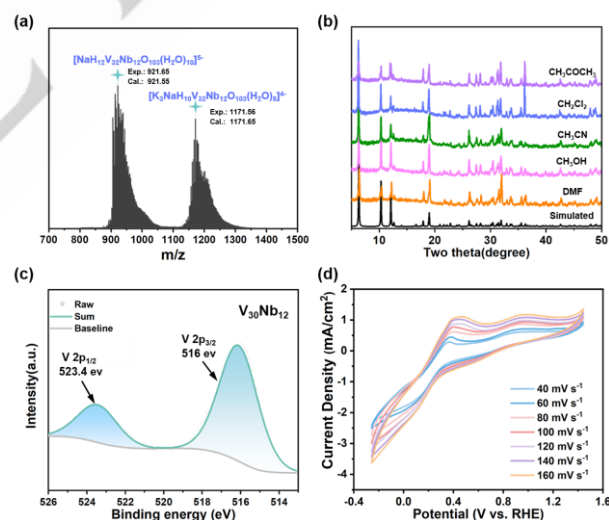 (a)
[NaH₁₂V₃₂Nb₁₂O₁₀₃(H₂O)₁₀]⁵⁻
Exp.: 921.65
Cal.: 921.55
[K₃NaH₁₀V₃₂Nb₁₂O₁₀₃(H₂O)₈]⁴⁻
Exp.: 1171.56
Cal.: 1171.65
700 800 900 1000 1200 1300 1400 1500
m/z
(b)
CH₃COCH₃
CH₂Cl₂
CH₃CN
CH₃OH
DMF
Simulated
10 20 30 40 50
Two theta(degree)
(c)
Raw
Sum
Baseline
V₃₀Nb₁₂
V 2p₁/₂
523.4 ev
V 2p₃/₂
516 ev
Intensity(a.u.)
526 524 522 520 518 516 514 513
Binding energy (eV)
(d)
Current Density (mA/cm²)
2
1
0
-1
-2
-3
-4
40 mV s⁻¹
60 mV s⁻¹
80 mV s⁻¹
100 mV s⁻¹
120 mV s⁻¹
140 mV s⁻¹
160 mV s⁻¹
-0.4 0.0 0.4 0.8 1.2 1.6
Potential (V vs. RHE)